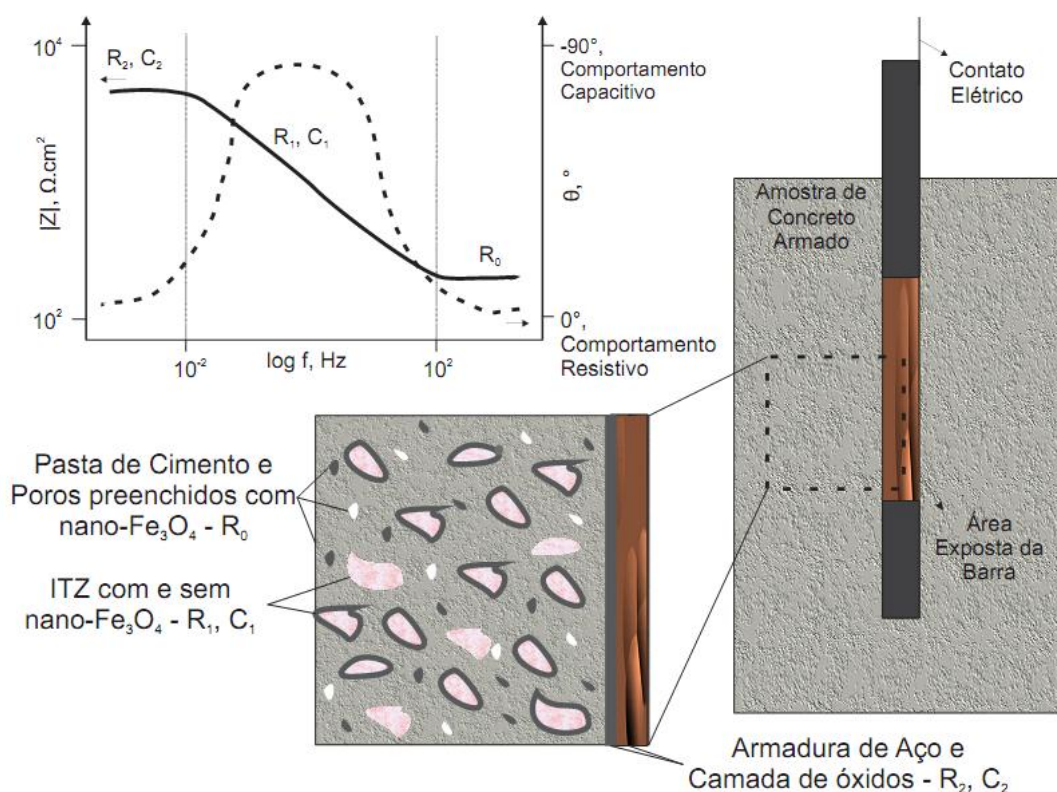 10⁴
R₂, C₂
|Z|, Ω.cm²
R₁, C₁
R₀
10²
10⁻²
log f, Hz
10²
-90°,
Comportamento
Capacitivo
θ,°
0°,
Comportamento
Resistivo
Contato
Elétrico
Amostra de
Concreto
Armado
Área
Exposta da
Barra
Pasta de Cimento e
Poros preenchidos com
nano-Fe₃O₄ - R₀
ITZ com e sem
nano-Fe₃O₄ - R₁, C₁
Armadura de Aço e
Camada de óxidos - R₂, C₂